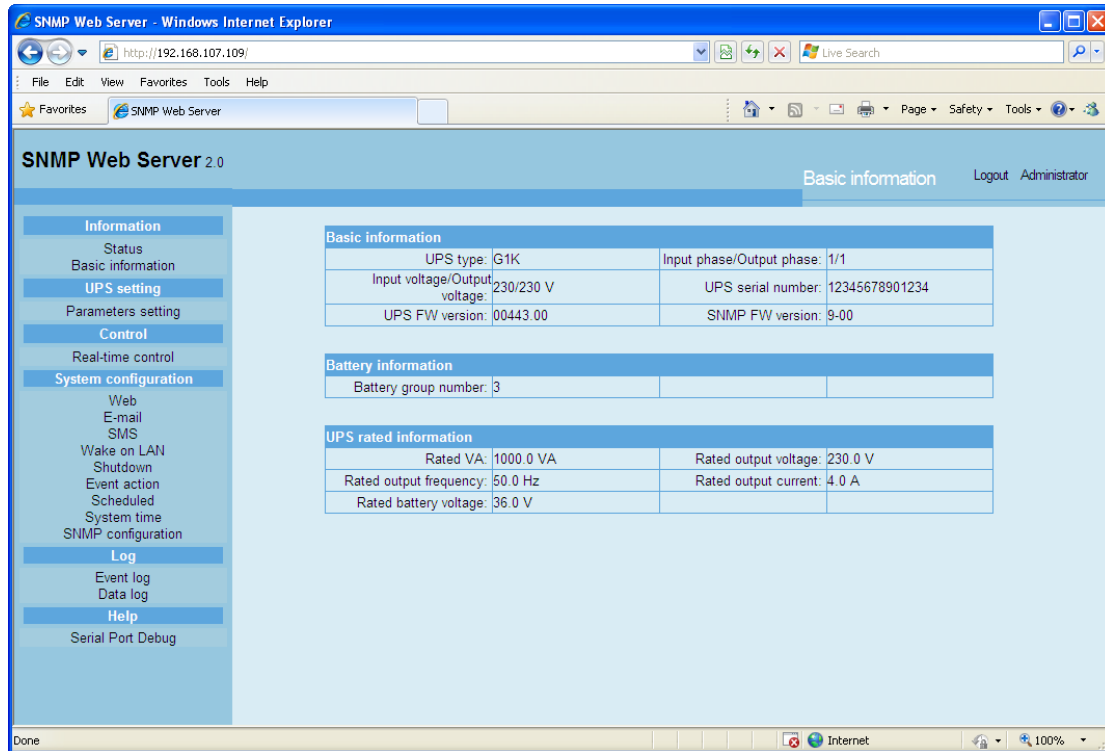 SNMP Web Server - Windows Internet Explorer
http://192.168.107.109/
Live Search
File Edit View Favorites Tools Help
Favorites
SNMP Web Server
Page Safety Tools
SNMP Web Server 2.0
Basic information
Logout Administrator
Information
Status
Basic information
UPS setting
Parameters setting
Control
Real-time control
System configuration
Web
E-mail
SMS
Wake on LAN
Shutdown
Event action
Scheduled
System time
SNMP configuration
Log
Event log
Data log
Help
Serial Port Debug
Basic information
UPS type: G1K Input phase/Output phase: 1/1
Input voltage/Output voltage: 230/230 V UPS serial number: 12345678901234
UPS FW version: 00443.00 SNMP FW version: 9-00
Battery information
Battery group number: 3
UPS rated information
Rated VA: 1000.0 VA Rated output voltage: 230.0 V
Rated output frequency: 50.0 Hz Rated output current: 4.0 A
Rated battery voltage: 36.0 V
Done
Internet
100%